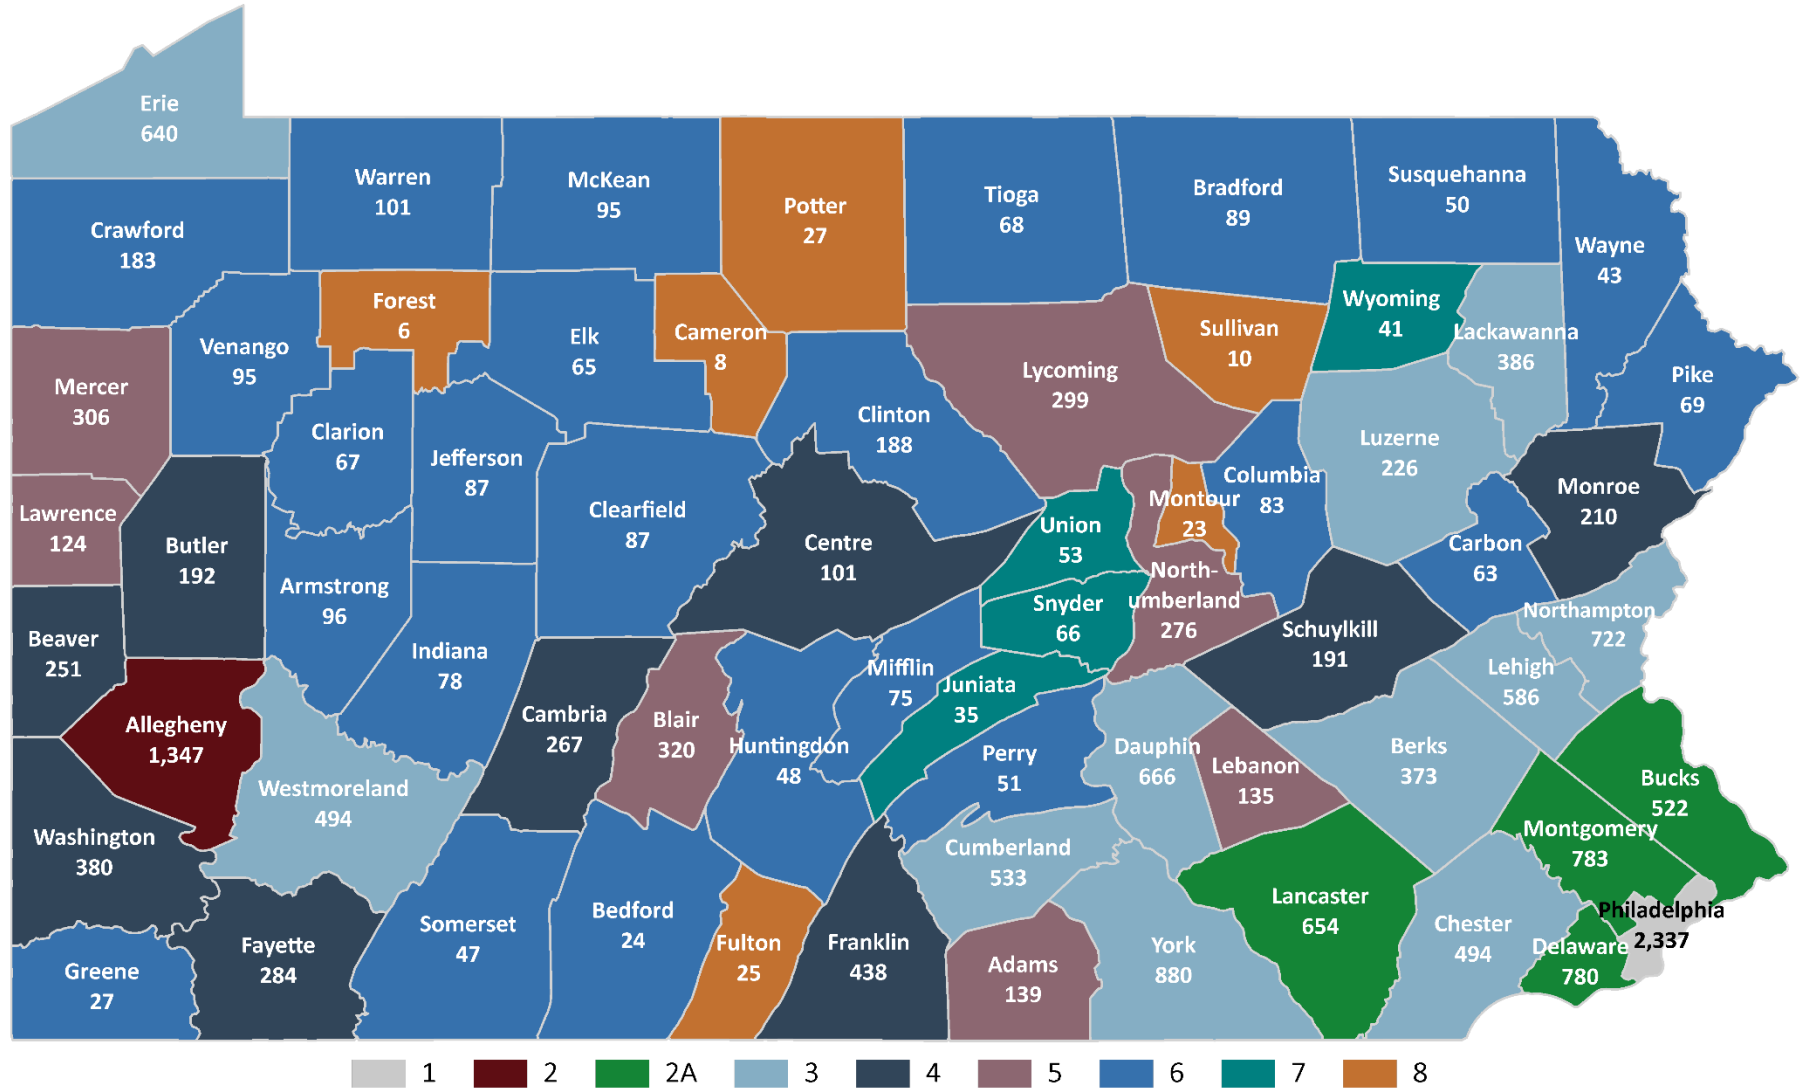 Erie
640
Warren
101
McKean
95
Potter
27
Tioga
68
Bradford
89
Susquehanna
50
Crawford
183
Wayne
43
Forest
6
Wyoming
41
Venango
95
Elk
65
Cameron
8
Sullivan
10
Lackawanna
386
Mercer
306
Lycoming
299
Pike
69
Clarion
67
Clinton
188
Jefferson
87
Luzerne
226
Columbia
83
Monroe
210
Lawrence
124
Butler
192
Clearfield
87
Centre
101
Union
53
Montour
23
Carbon
63
Armstrong
96
North-
umberland
276
Snyder
66
Northampton
722
Beaver
251
Indiana
78
Mifflin
75
Schuylkill
191
Lehigh
586
Juniata
35
Allegheny
1,347
Cambria
267
Blair
320
Huntingdon
48
Perry
51
Dauphin
666
Lebanon
135
Berks
373
Bucks
522
Westmoreland
494
Washington
380
Cumberland
533
Montgomery
783
Lancaster
654
Philadelphia
2,337
Somerset
47
Bedford
24
Chester
494
Fayette
284
Fulton
25
Franklin
438
York
880
Delaware
780
Greene
27
Adams
139
1 2 2A 3 4 5 6 7 8